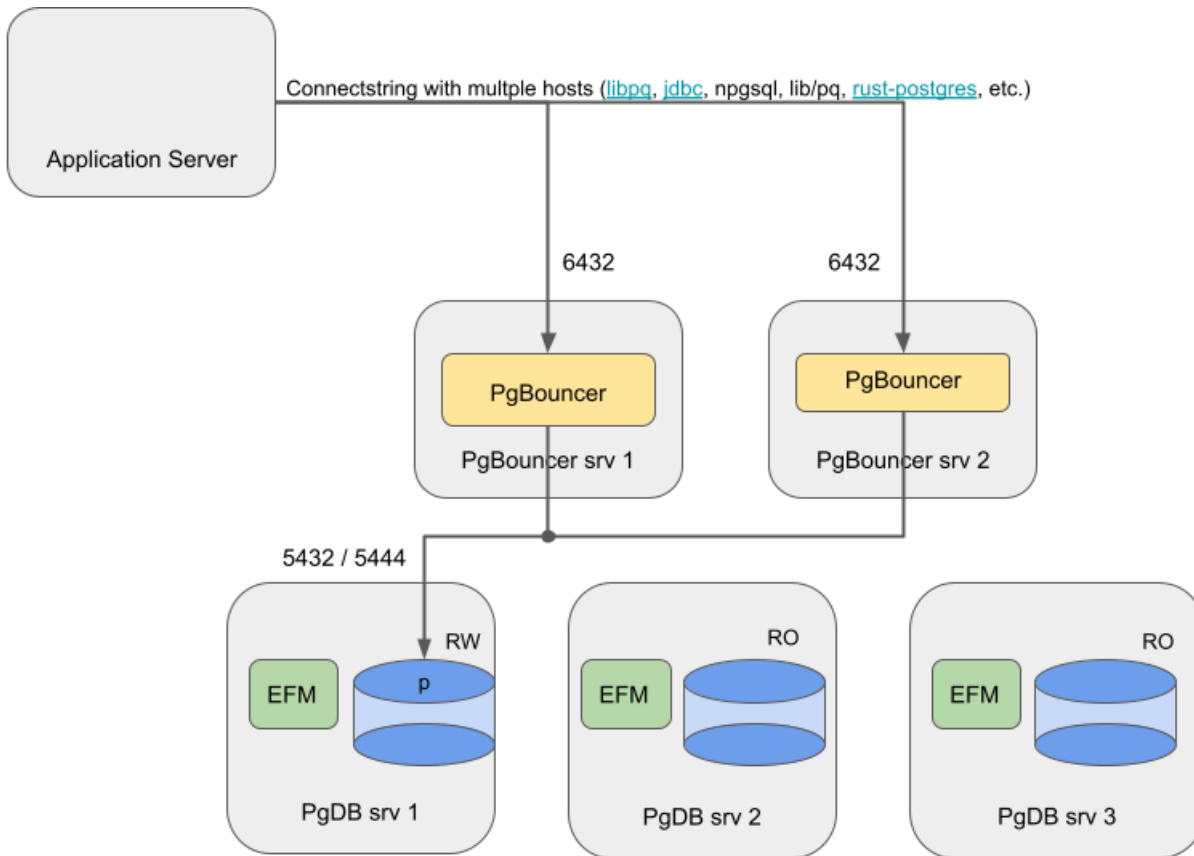 Connectstring with multple hosts (libpq, jdbc, npgsql, lib/pq, rust-postgres, etc.)
Application Server
6432
6432
PgBouncer
PgBouncer
PgBouncer srv 1
PgBouncer srv 2
5432 / 5444
RW
RO
RO
EFM
p
EFM
EFM
PgDB srv 1
PgDB srv 2
PgDB srv 3